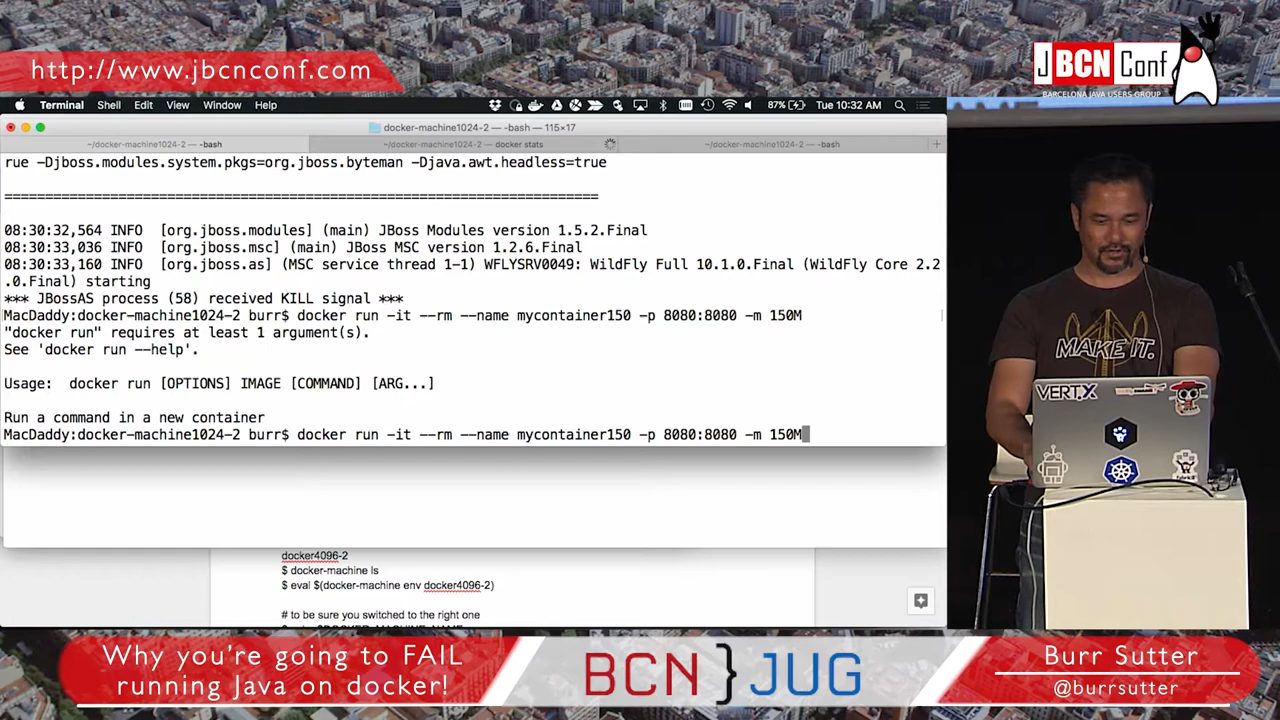 http://www.jbcnconf.com
JBCNConf
BARCELONA JAVA USERS GROUP
Terminal Shell Edit View Window Help
87% Tue 10:32 AM
docker-machine1024-2 — -bash — 115×17
~/docker-machine1024-2 — -bash
~/docker-machine1024-2 — docker stats
~/docker-machine1024-2 — -bash
rue -Djboss.modules.system.pkgs=org.jboss.byteman -Djava.awt.headless=true
=========================================================================
08:30:32,564 INFO  [org.jboss.modules] (main) JBoss Modules version 1.5.2.Final
08:30:33,036 INFO  [org.jboss.msc] (main) JBoss MSC version 1.2.6.Final
08:30:33,160 INFO  [org.jboss.as] (MSC service thread 1-1) WFLYSRV0049: WildFly Full 10.1.0.Final (WildFly Core 2.2
.0.Final) starting
*** JBossAS process (58) received KILL signal ***
MacDaddy:docker-machine1024-2 burr$ docker run -it --rm --name mycontainer150 -p 8080:8080 -m 150M
"docker run" requires at least 1 argument(s).
See 'docker run --help'.
Usage:  docker run [OPTIONS] IMAGE [COMMAND] [ARG...]
Run a command in a new container
MacDaddy:docker-machine1024-2 burr$ docker run -it --rm --name mycontainer150 -p 8080:8080 -m 150M
docker4096-2
$ docker-machine ls
$ eval $(docker-machine env docker4096-2)
# to be sure you switched to the right one
MAKE IT.
VERT.X
Why you're going to FAIL
running Java on docker!
BCN}JUG
Burr Sutter
@burrsutter